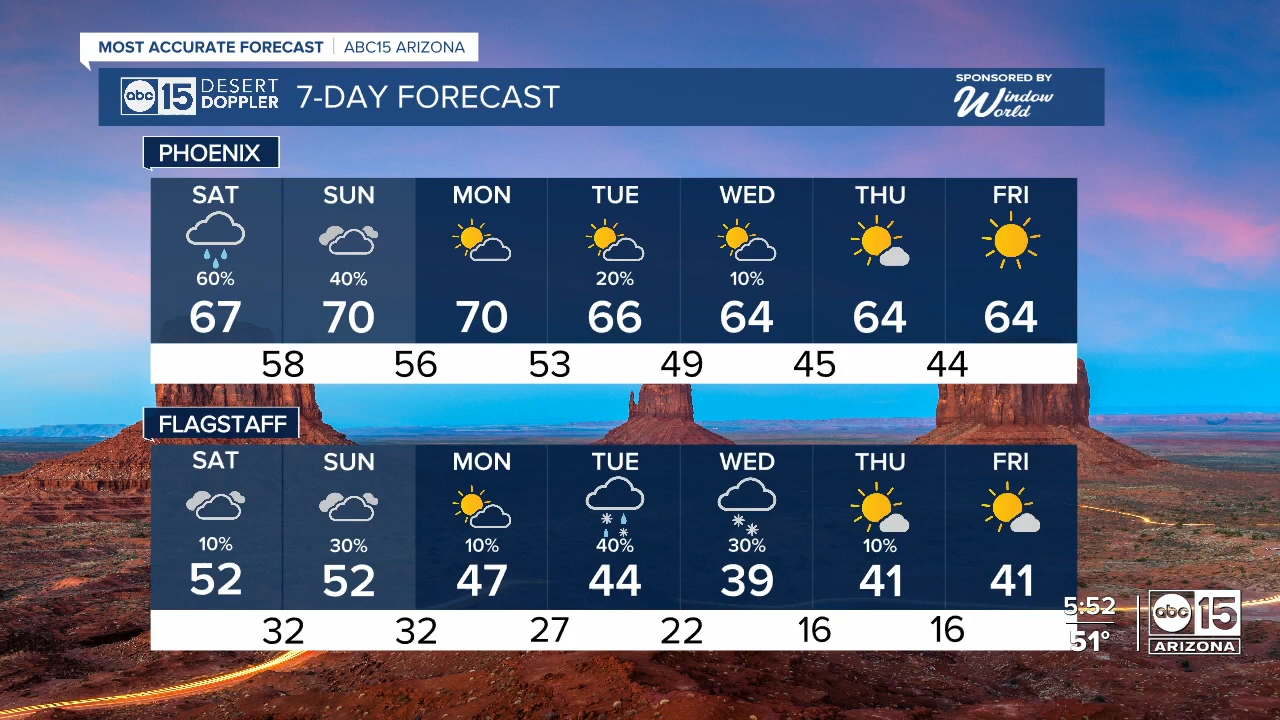 MOST ACCURATE FORECAST | ABC15 ARIZONA
abc 15 DESERT DOPPLER 7-DAY FORECAST
SPONSORED BY
Window World
PHOENIX
SAT SUN MON TUE WED THU FRI
60% 40% 20% 10%
67 70 70 66 64 64 64
58 56 53 49 45 44
FLAGSTAFF
SAT SUN MON TUE WED THU FRI
10% 30% 10% 40% 30% 10%
52 52 47 44 39 41 41
32 32 27 22 16 16
5:52
51°
abc 15
ARIZONA